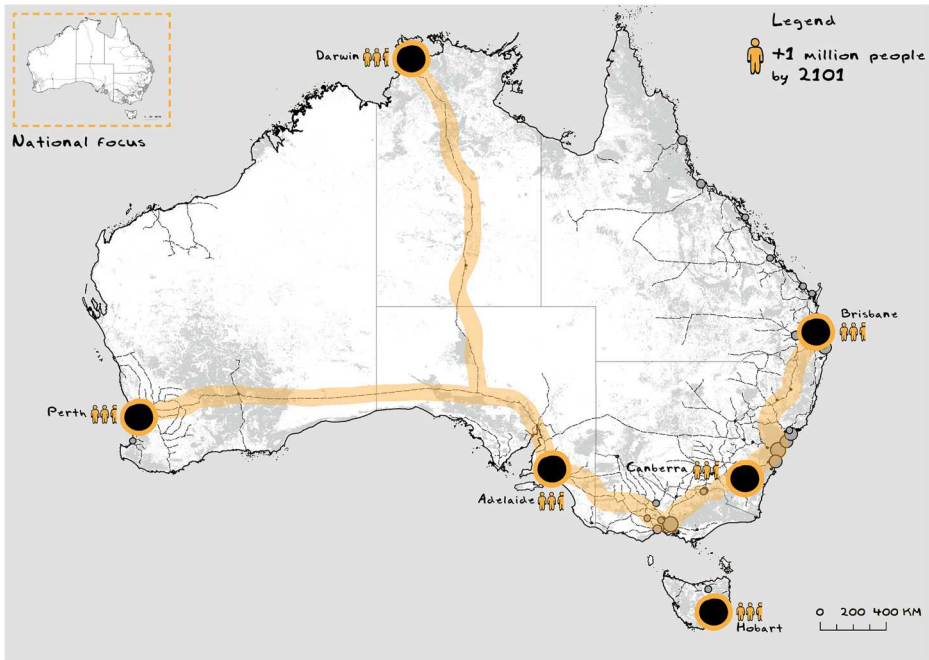 Legend
+1 million people
by 2101
National focus
Darwin
Brisbane
Perth
Canberra
Adelaide
Hobart
0 200 400 KM